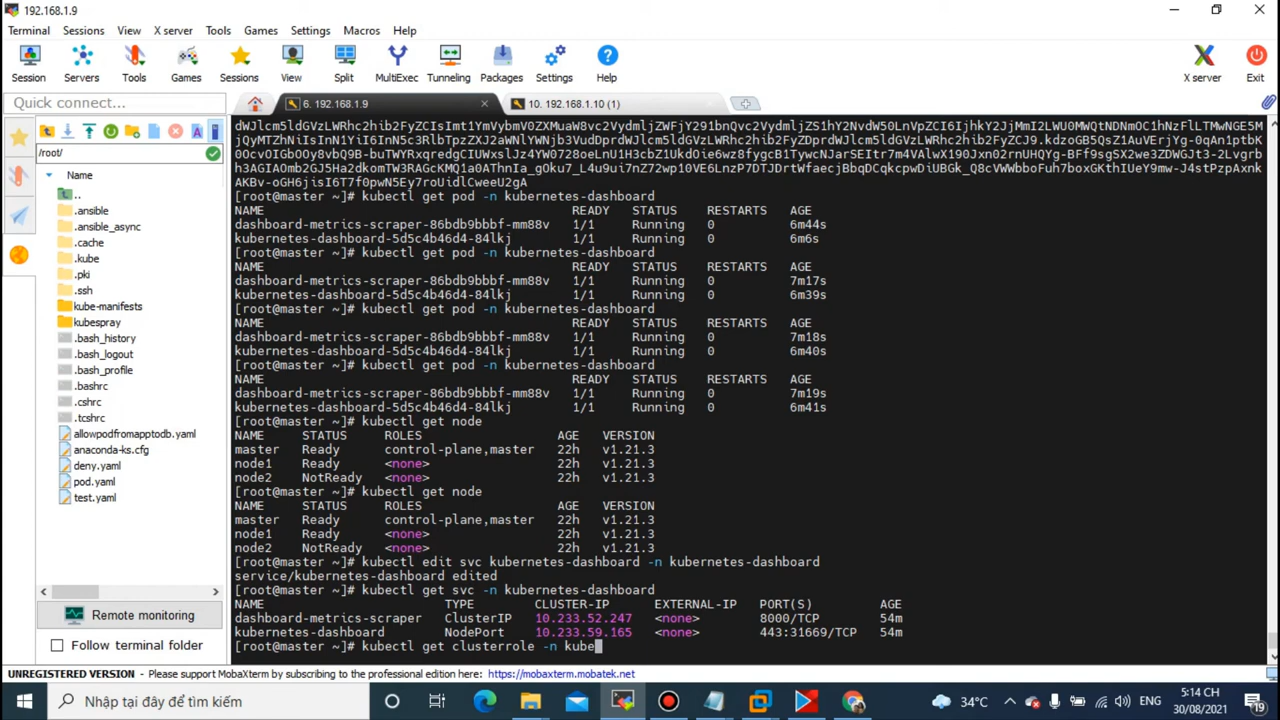 192.168.1.9
Terminal Sessions View X server Tools Games Settings Macros Help
Session Servers Tools Games Sessions View Split MultiExec Tunneling Packages Settings Help X server Exit
Quick connect...
6. 192.168.1.9
10. 192.168.1.10 (1)
/root/
Name
..
.ansible
.ansible_async
.cache
.kube
.pki
.ssh
kube-manifests
kubespray
.bash_history
.bash_logout
.bash_profile
.bashrc
.cshrc
.tcshrc
allowpodfromapptodb.yaml
anaconda-ks.cfg
deny.yaml
pod.yaml
test.yaml
Remote monitoring
Follow terminal folder
[root@master ~]# kubectl get pod -n kubernetes-dashboard
NAME READY STATUS RESTARTS AGE
dashboard-metrics-scraper-86bdb9bbbf-mm88v 1/1 Running 0 6m44s
kubernetes-dashboard-5d5c4b46d4-84lkj 1/1 Running 0 6m6s
[root@master ~]# kubectl get pod -n kubernetes-dashboard
NAME READY STATUS RESTARTS AGE
dashboard-metrics-scraper-86bdb9bbbf-mm88v 1/1 Running 0 7m17s
kubernetes-dashboard-5d5c4b46d4-84lkj 1/1 Running 0 6m39s
[root@master ~]# kubectl get pod -n kubernetes-dashboard
NAME READY STATUS RESTARTS AGE
dashboard-metrics-scraper-86bdb9bbbf-mm88v 1/1 Running 0 7m18s
kubernetes-dashboard-5d5c4b46d4-84lkj 1/1 Running 0 6m40s
[root@master ~]# kubectl get pod -n kubernetes-dashboard
NAME READY STATUS RESTARTS AGE
dashboard-metrics-scraper-86bdb9bbbf-mm88v 1/1 Running 0 7m19s
kubernetes-dashboard-5d5c4b46d4-84lkj 1/1 Running 0 6m41s
[root@master ~]# kubectl get node
NAME STATUS ROLES AGE VERSION
master Ready control-plane,master 22h v1.21.3
node1 Ready <none> 22h v1.21.3
node2 NotReady <none> 22h v1.21.3
[root@master ~]# kubectl get node
NAME STATUS ROLES AGE VERSION
master Ready control-plane,master 22h v1.21.3
node1 Ready <none> 22h v1.21.3
node2 NotReady <none> 22h v1.21.3
[root@master ~]# kubectl edit svc kubernetes-dashboard -n kubernetes-dashboard
service/kubernetes-dashboard edited
[root@master ~]# kubectl get svc -n kubernetes-dashboard
NAME TYPE CLUSTER-IP EXTERNAL-IP PORT(S) AGE
dashboard-metrics-scraper ClusterIP 10.233.52.247 <none> 8000/TCP 54m
kubernetes-dashboard NodePort 10.233.59.165 <none> 443:31669/TCP 54m
[root@master ~]# kubectl get clusterrole -n kube
UNREGISTERED VERSION - Please support MobaXterm by subscribing to the professional edition here: https://mobaxterm.mobatek.net
Nhập tại đây để tìm kiếm
34°C
ENG
5:14 CH
30/08/2021
19